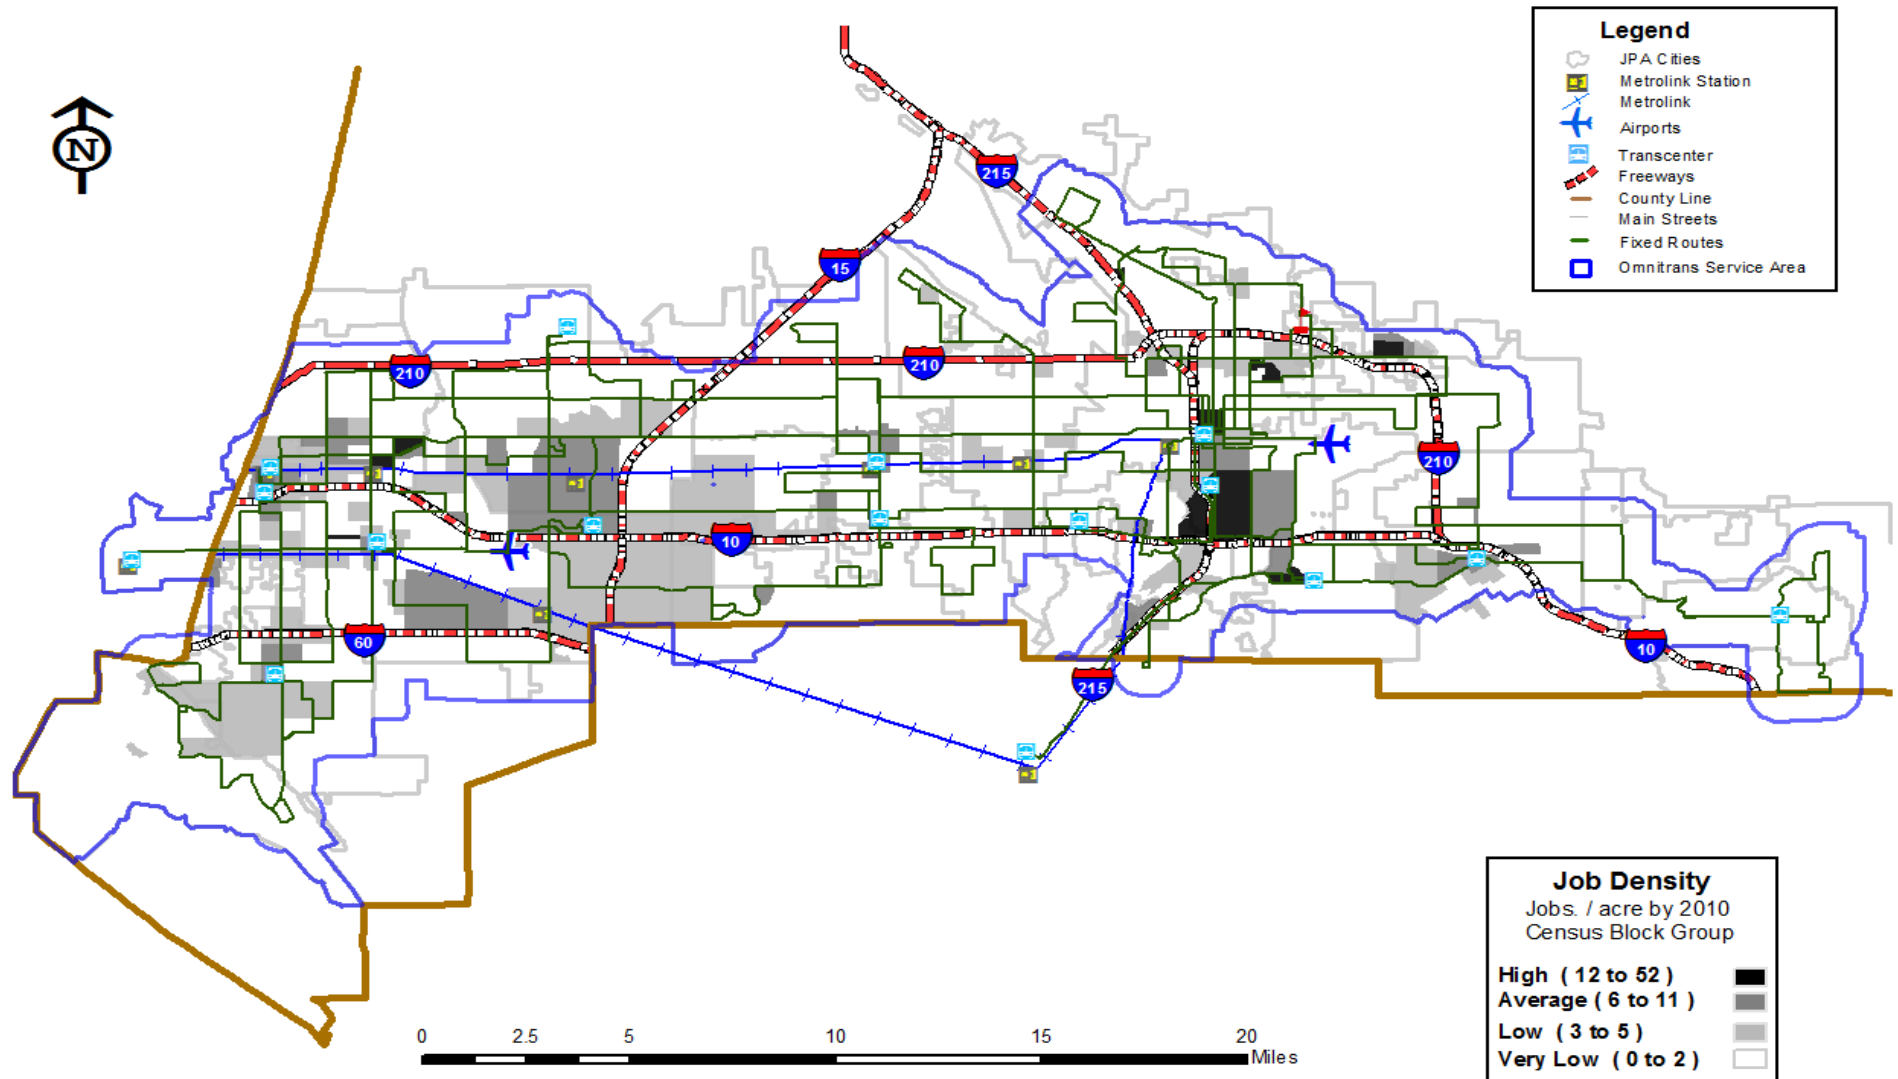 Legend
JPA Cities
Metrolink Station
Metrolink
Airports
Transcenter
Freeways
County Line
Main Streets
Fixed Routes
Omnitrans Service Area
N
215
15
210
210
210
10
60
10
215
Job Density
Jobs. / acre by 2010
Census Block Group
High ( 12 to 52 )
Average ( 6 to 11 )
Low ( 3 to 5 )
Very Low ( 0 to 2 )
0 2.5 5 10 15 20
Miles